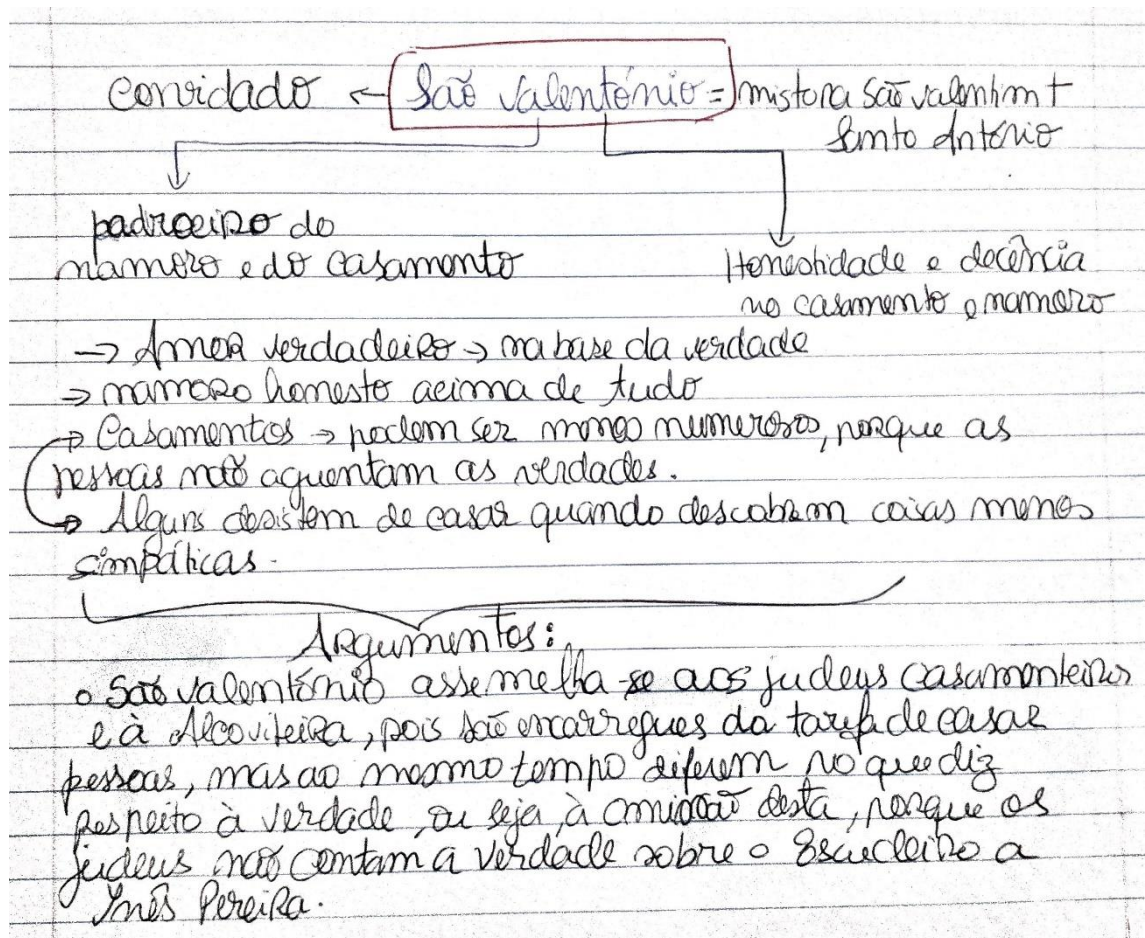 convidado ← São Valentónio = mistura São Valentim +
Santo António
padroeiro do
namoro e do casamento
Honestidade e decência
no casamento e namoro
→ Amor verdadeiro → na base da verdade
→ namoro honesto acima de tudo
→ Casamentos → podem ser menos numerosos, porque as
pessoas não aguentam as verdades.
→ Alguns desistem de casar quando descobrem coisas menos
simpáticas.
Argumentos:
• São Valentónio assemelha-se aos judeus casamenteiros
e à Alcoviteira, pois são encarregues da tarefa de casar
pessoas, mas ao mesmo tempo diferem no que diz
respeito à verdade, ou seja, à omissão desta, porque os
judeus não contam a verdade sobre o Escudeiro a
Inês Pereira.